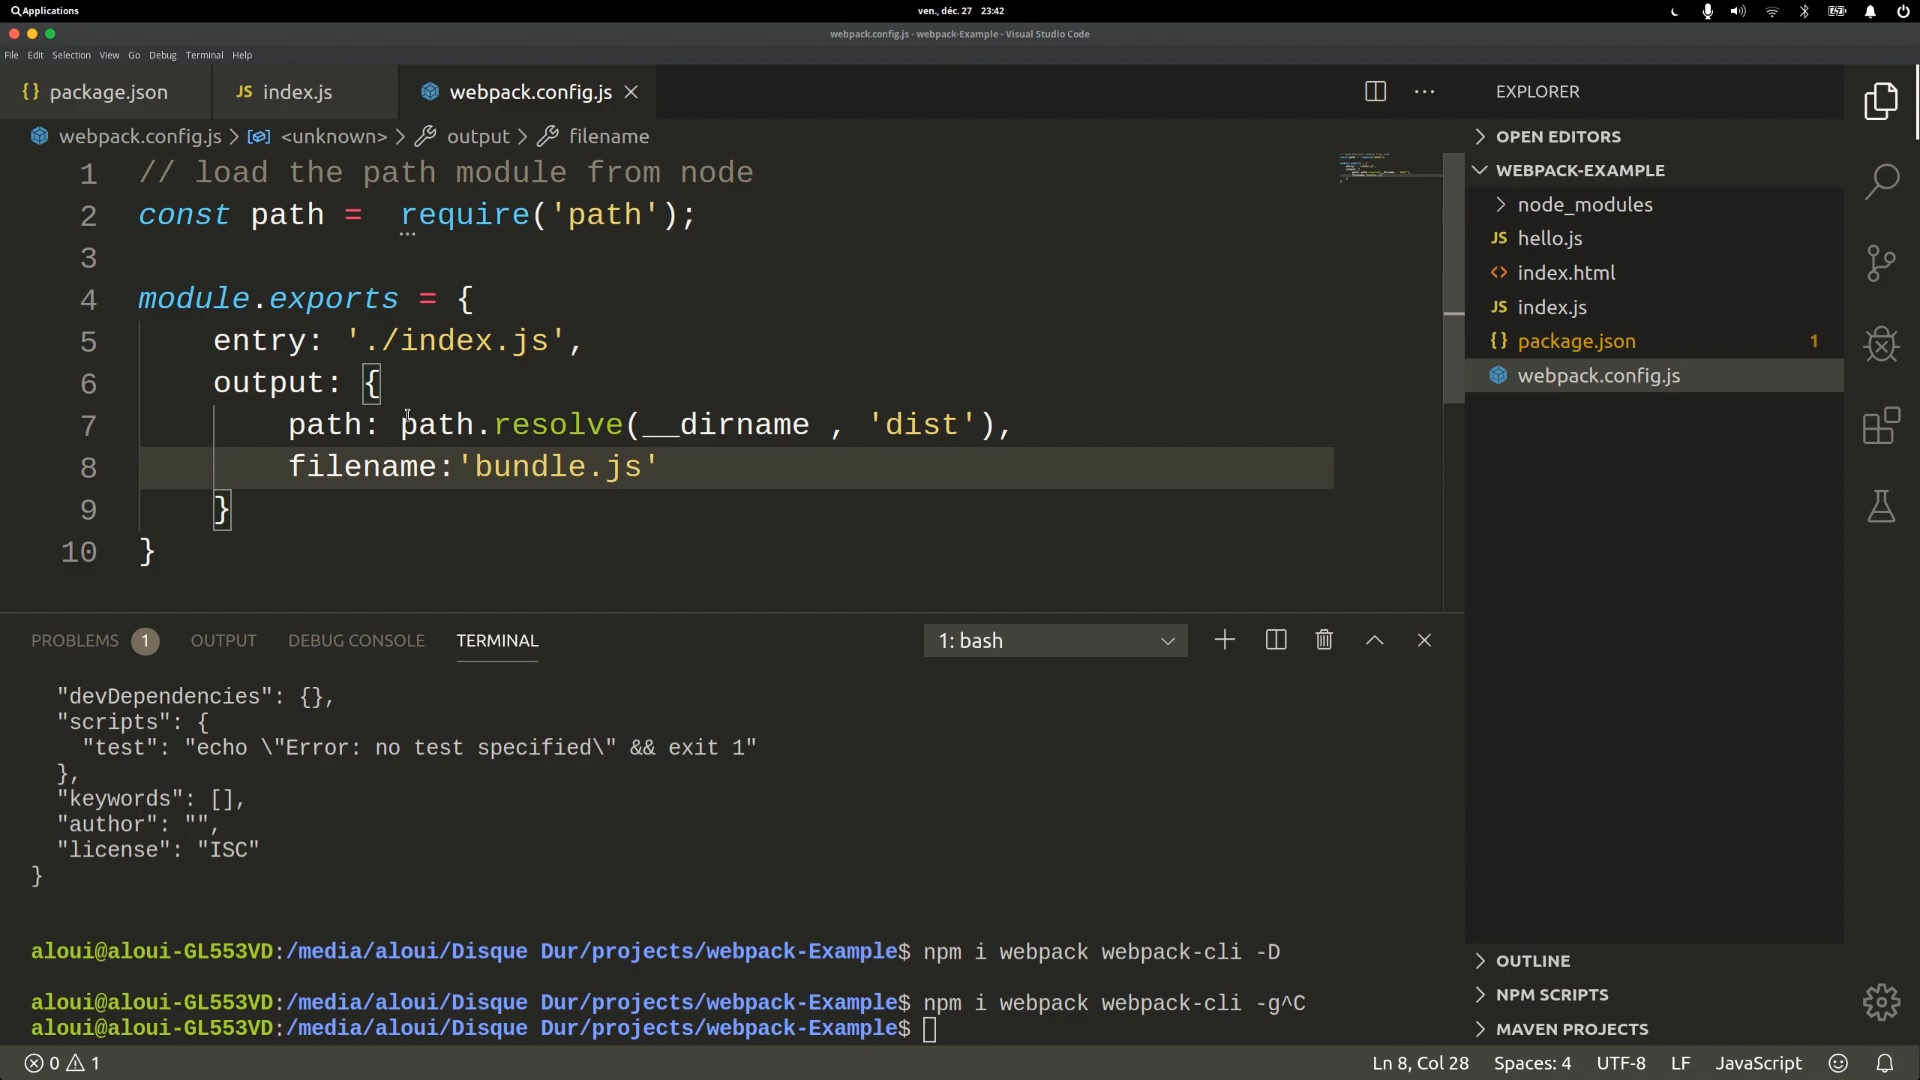 Applications
ven., déc. 27 23:42
webpack.config.js - webpack-Example - Visual Studio Code
File Edit Selection View Go Debug Terminal Help
{} package.json
JS index.js
webpack.config.js
webpack.config.js > <unknown> > output > filename
1 // load the path module from node
2 const path =  require('path');
3
4 module.exports = {
5     entry: './index.js',
6     output: {
7         path: path.resolve(__dirname , 'dist'),
8         filename:'bundle.js'
9     }
10 }
EXPLORER
OPEN EDITORS
WEBPACK-EXAMPLE
node_modules
JS hello.js
<> index.html
JS index.js
{} package.json 1
webpack.config.js
OUTLINE
NPM SCRIPTS
MAVEN PROJECTS
PROBLEMS 1 OUTPUT DEBUG CONSOLE TERMINAL
1: bash
"devDependencies": {},
"scripts": {
"test": "echo \"Error: no test specified\" && exit 1"
},
"keywords": [],
"author": "",
"license": "ISC"
}
aloui@aloui-GL553VD:/media/aloui/Disque Dur/projects/webpack-Example$ npm i webpack webpack-cli -D
aloui@aloui-GL553VD:/media/aloui/Disque Dur/projects/webpack-Example$ npm i webpack webpack-cli -g^C
aloui@aloui-GL553VD:/media/aloui/Disque Dur/projects/webpack-Example$
0 1
Ln 8, Col 28 Spaces: 4 UTF-8 LF JavaScript